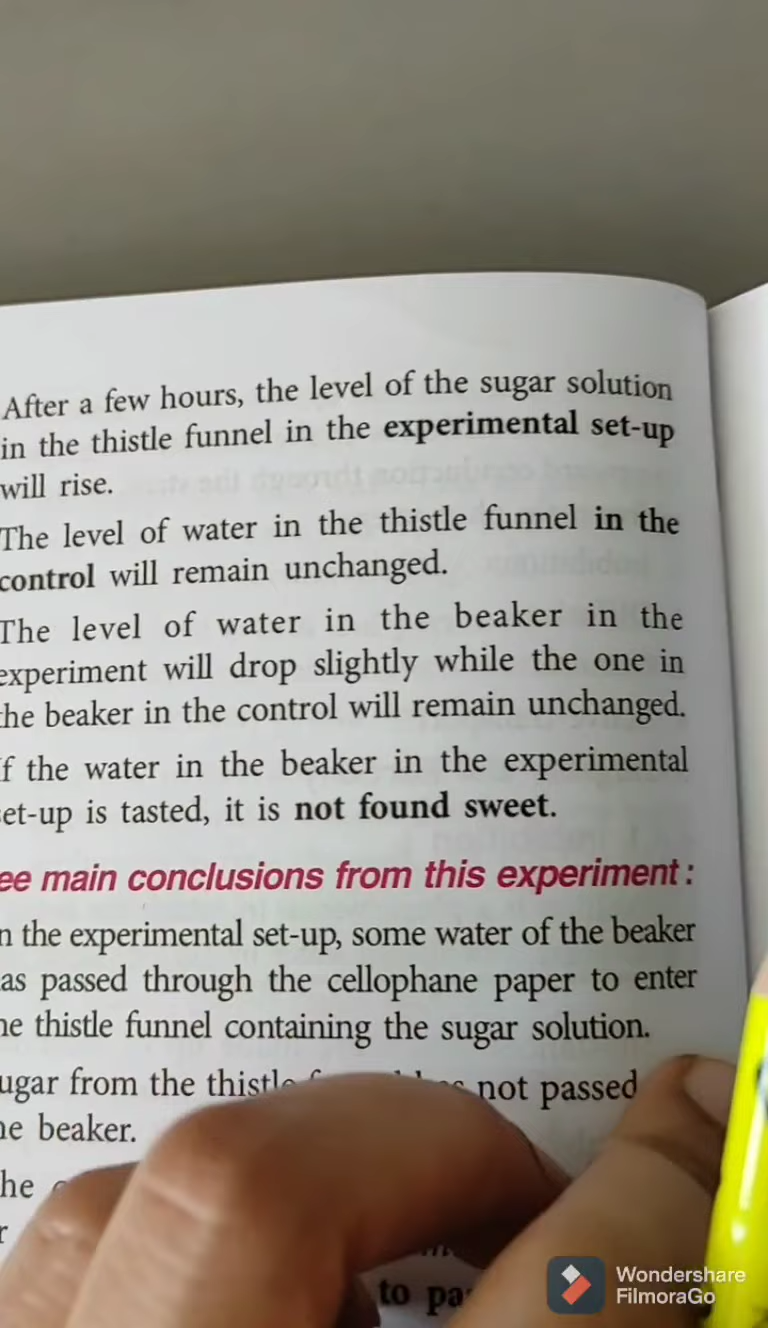 After a few hours, the level of the sugar solution
in the thistle funnel in the experimental set-up
will rise.
The level of water in the thistle funnel in the
control will remain unchanged.
The level of water in the beaker in the
experiment will drop slightly while the one in
the beaker in the control will remain unchanged.
f the water in the beaker in the experimental
et-up is tasted, it is not found sweet.
ee main conclusions from this experiment :
n the experimental set-up, some water of the beaker
as passed through the cellophane paper to enter
he thistle funnel containing the sugar solution.
ugar from the thistle not passed
he beaker.
he
to
Wondershare
FilmoraGo